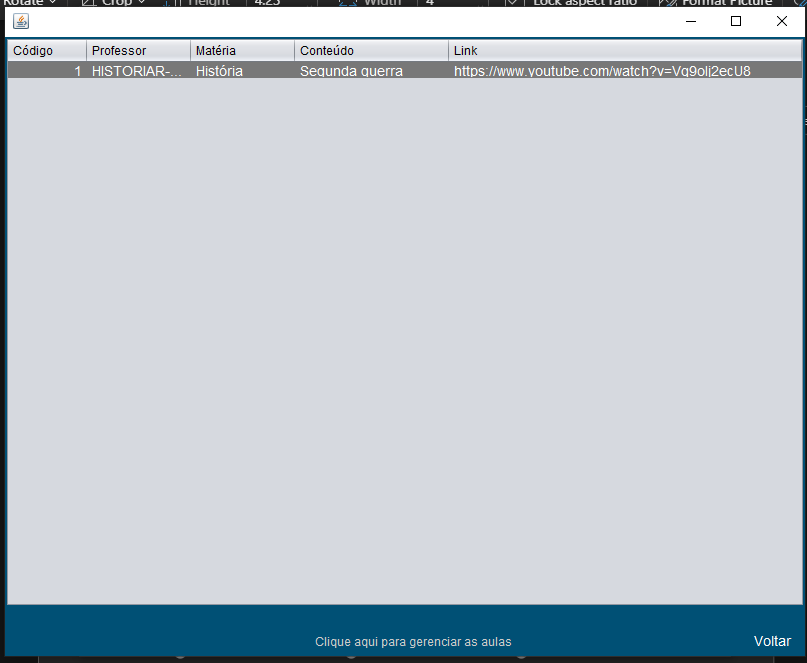 Rotate Crop Height 4.25 Width 4 Lock aspect ratio Format Picture
Código Professor Matéria Conteúdo Link
1 HISTORIAR-... História Segunda guerra https://www.youtube.com/watch?v=Vq9olj2ecU8
Clique aqui para gerenciar as aulas
Voltar